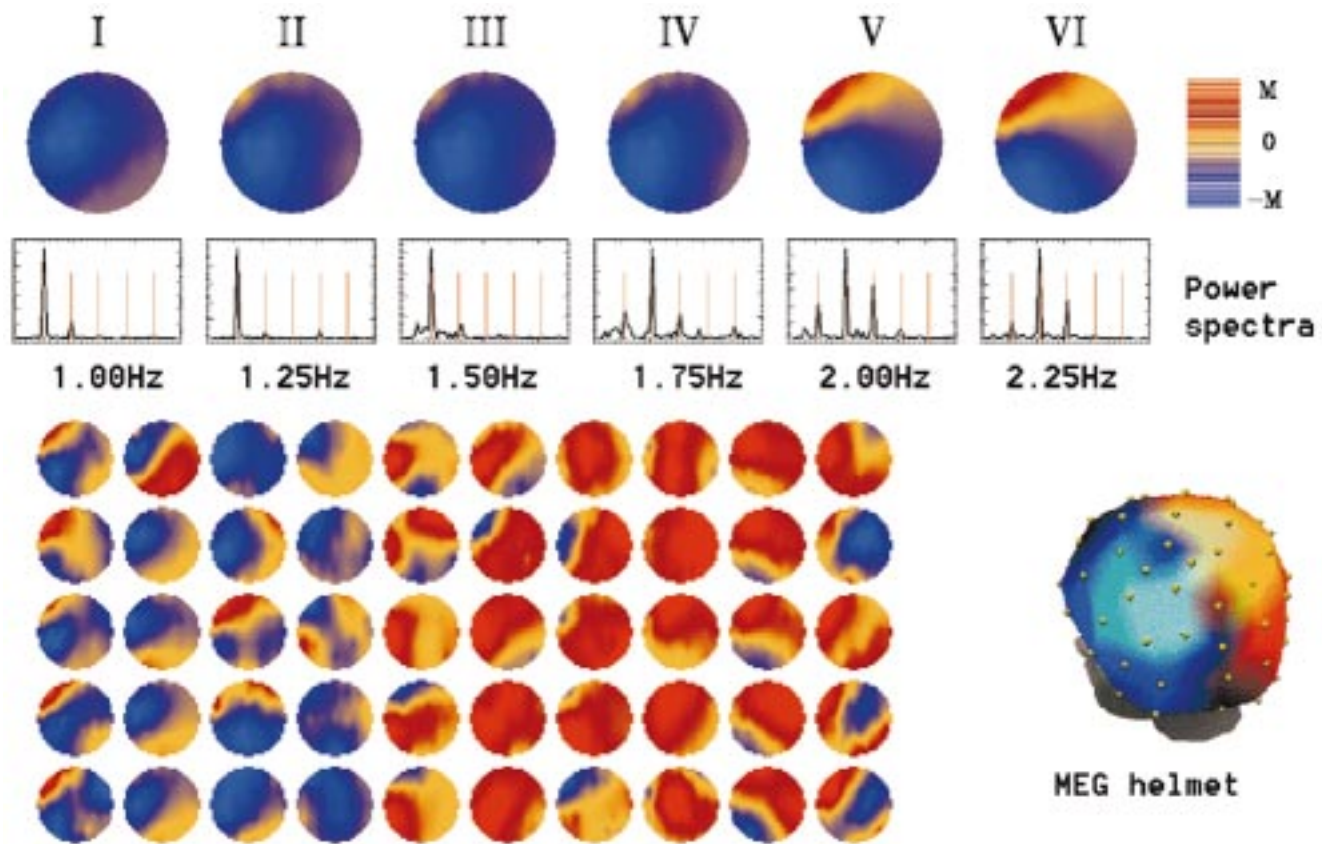 I II III IV V VI
M
0
-M
Power
spectra
1.00Hz 1.25Hz 1.50Hz 1.75Hz 2.00Hz 2.25Hz
MEG helmet